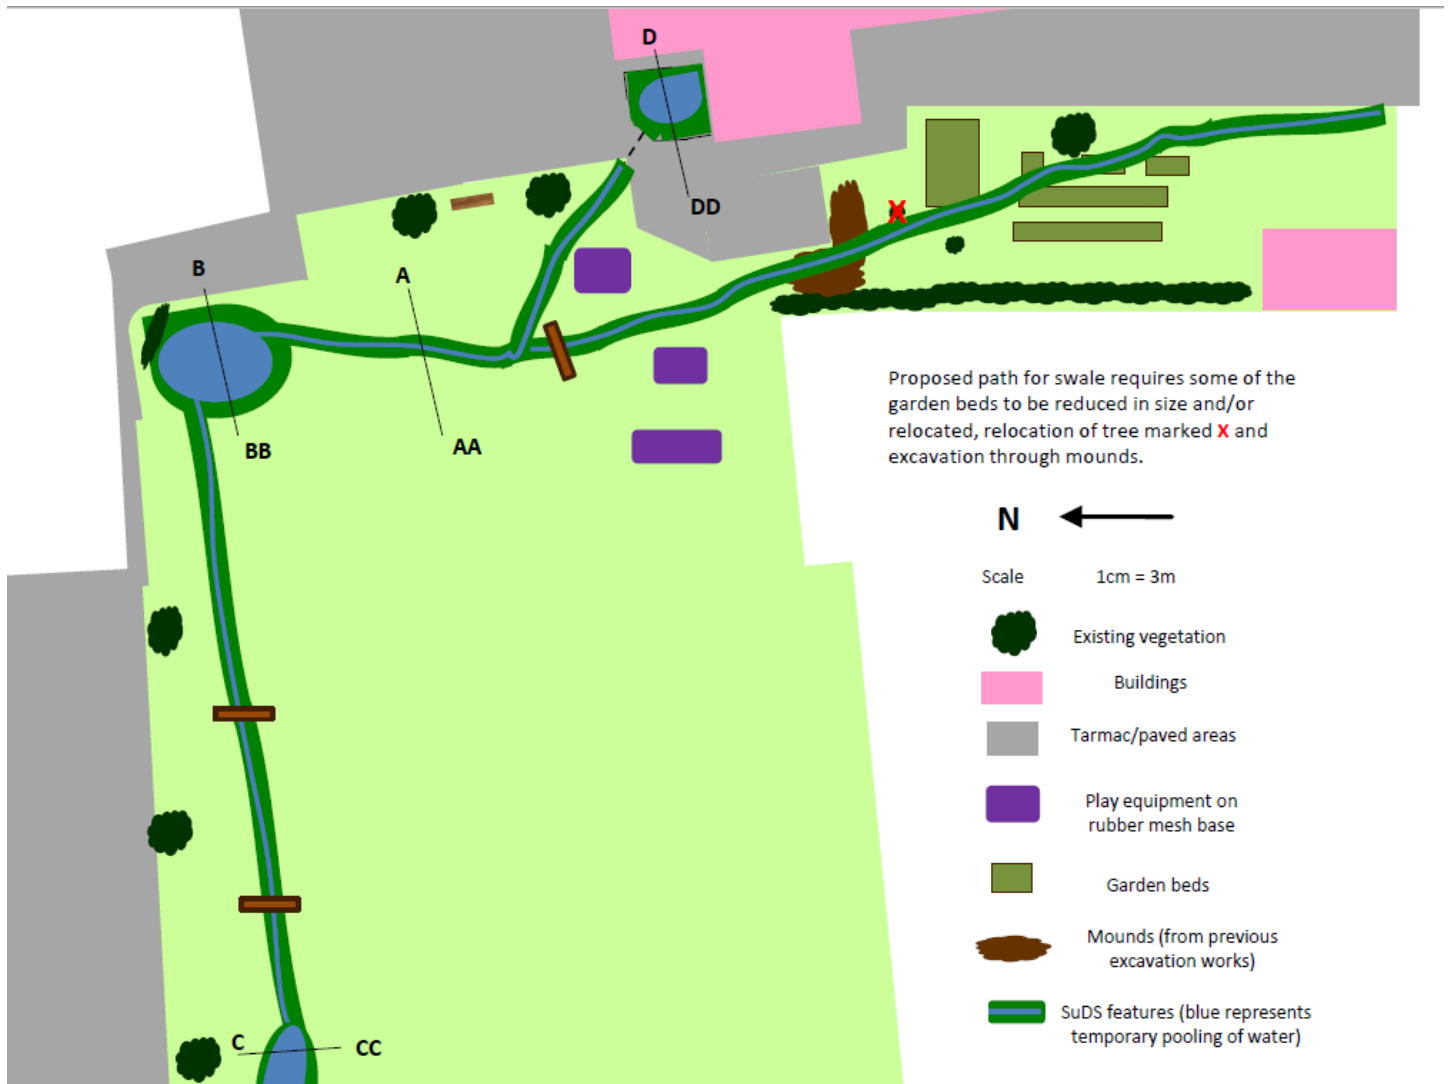 D
DD
B
A
BB
AA
X
Proposed path for swale requires some of the
garden beds to be reduced in size and/or
relocated, relocation of tree marked X and
excavation through mounds.
N
Scale 1cm = 3m
Existing vegetation
Buildings
Tarmac/paved areas
Play equipment on
rubber mesh base
Garden beds
Mounds (from previous
excavation works)
SuDS features (blue represents
temporary pooling of water)
C
CC